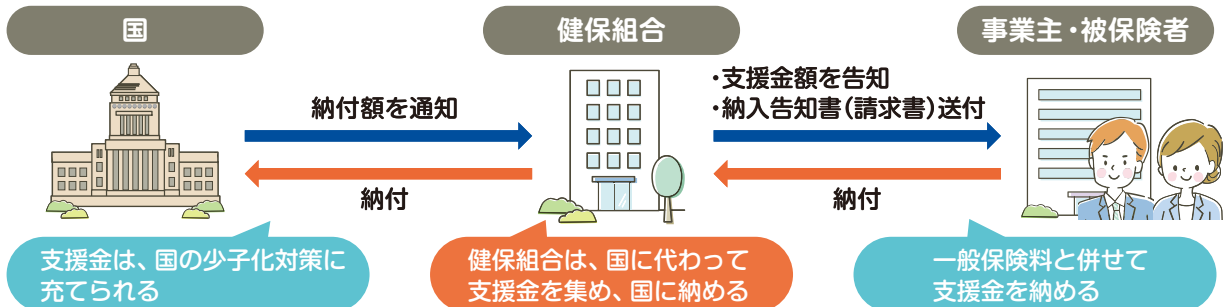 国
健保組合
事業主・被保険者
納付額を通知
納付
・支援金額を告知
・納入告知書(請求書)送付
納付
支援金は、国の少子化対策に
充てられる
健保組合は、国に代わって
支援金を集め、国に納める
一般保険料と併せて
支援金を納める